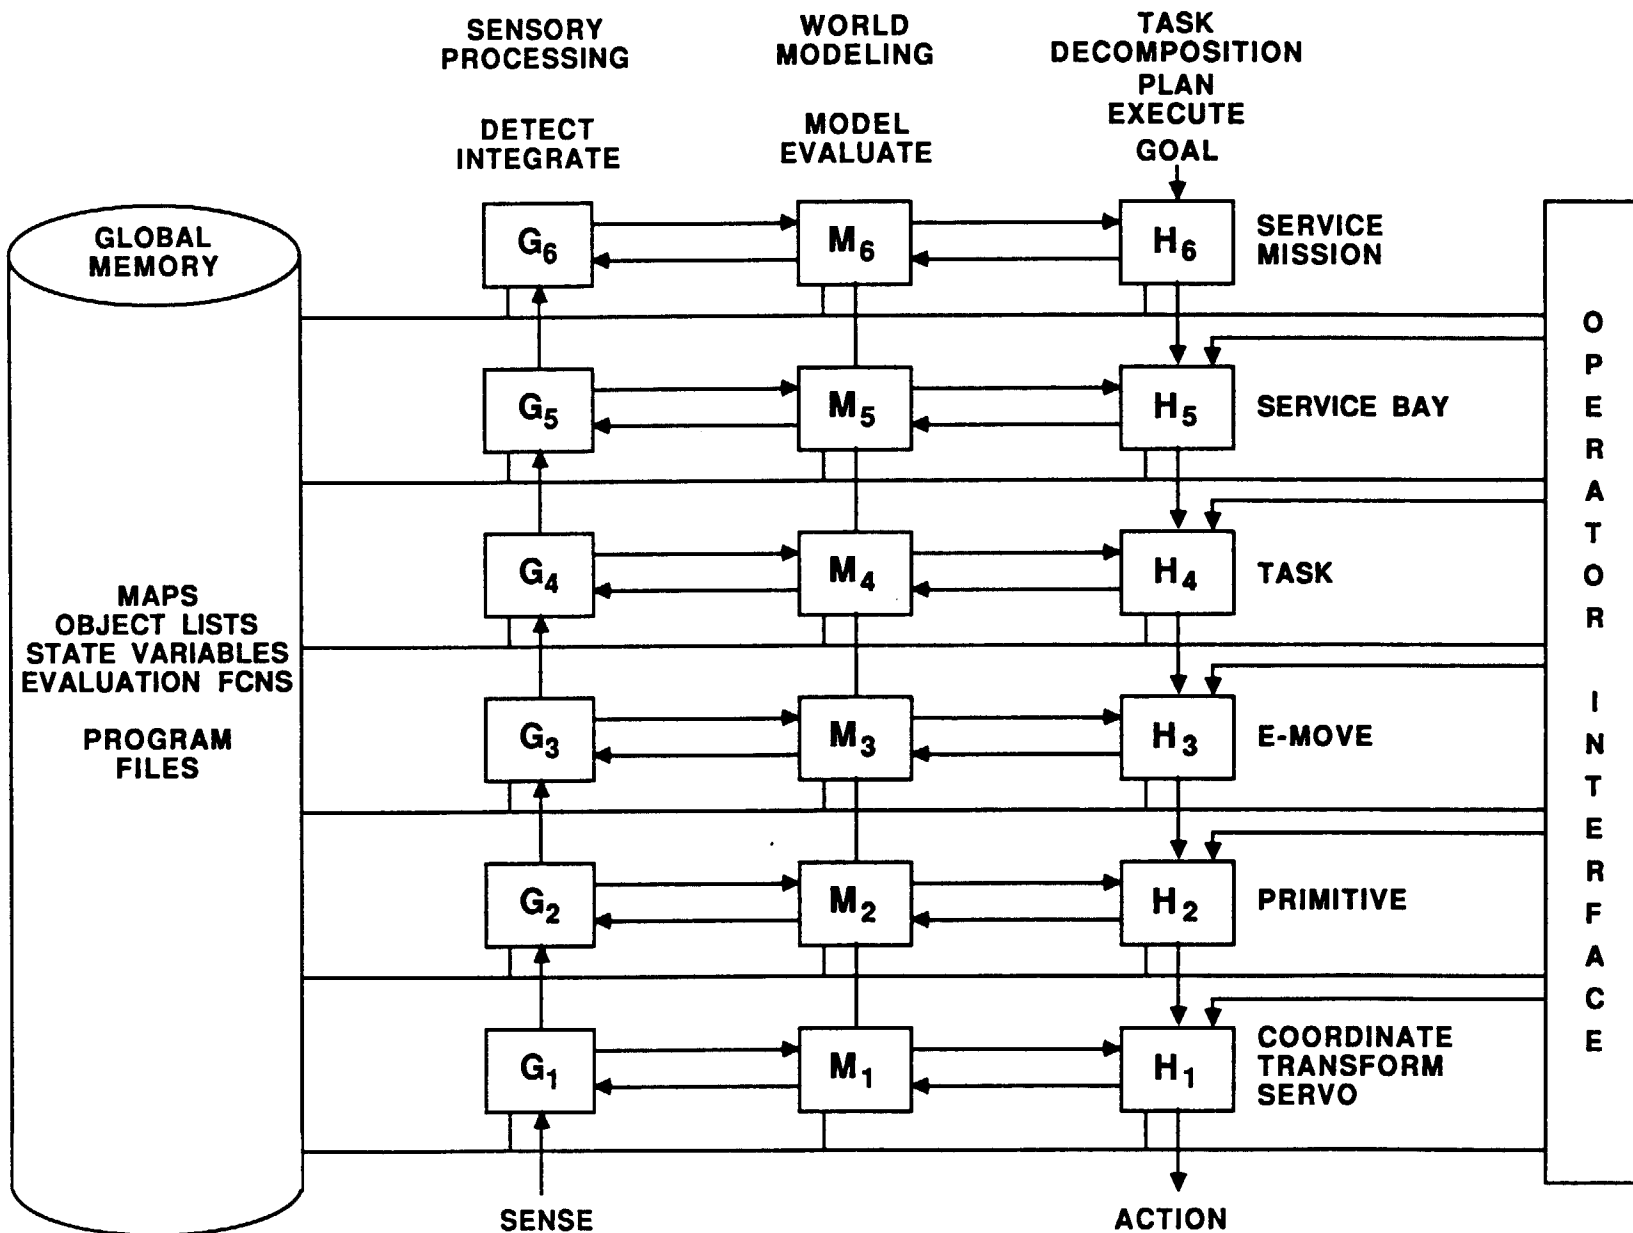 SENSORY
PROCESSING
DETECT
INTEGRATE
WORLD
MODELING
MODEL
EVALUATE
TASK
DECOMPOSITION
PLAN
EXECUTE
GOAL
GLOBAL
MEMORY
MAPS
OBJECT LISTS
STATE VARIABLES
EVALUATION FCNS
PROGRAM
FILES
G6 M6 H6
SERVICE
MISSION
G5 M5 H5 SERVICE BAY
G4 M4 H4 TASK
G3 M3 H3 E-MOVE
G2 M2 H2 PRIMITIVE
G1 M1 H1
COORDINATE
TRANSFORM
SERVO
SENSE
ACTION
OPERATOR INTERFACE